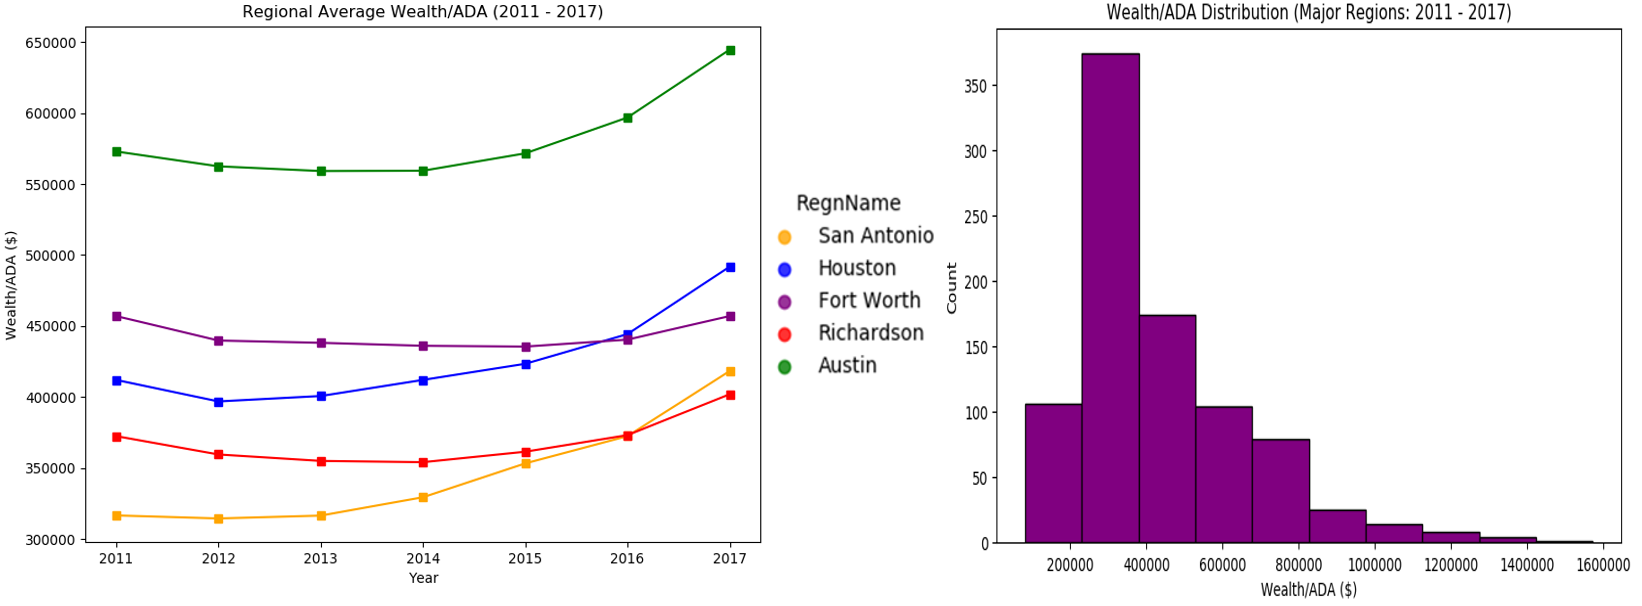 Regional Average Wealth/ADA (2011 - 2017)
Wealth/ADA ($)
650000
600000
550000
500000
450000
400000
350000
300000
2011 2012 2013 2014 2015 2016 2017
Year
RegnName
San Antonio
Houston
Fort Worth
Richardson
Austin
Wealth/ADA Distribution (Major Regions: 2011 - 2017)
Count
350
300
250
200
150
100
50
0
200000 400000 600000 800000 1000000 1200000 1400000 1600000
Wealth/ADA ($)